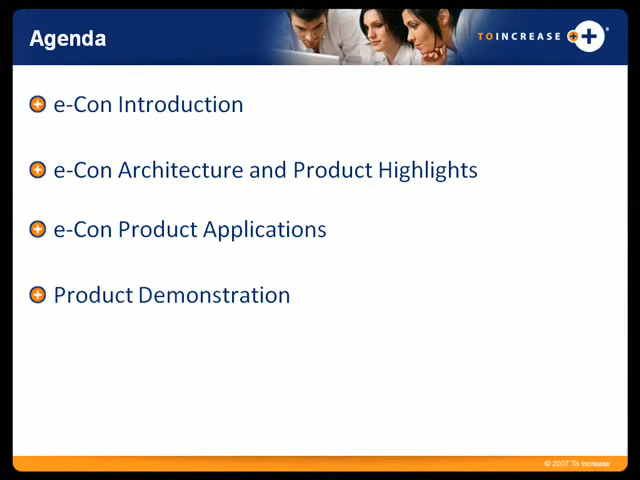 Agenda
TOINCREASE
e-Con Introduction
e-Con Architecture and Product Highlights
e-Con Product Applications
Product Demonstration
© 2007 To Increase